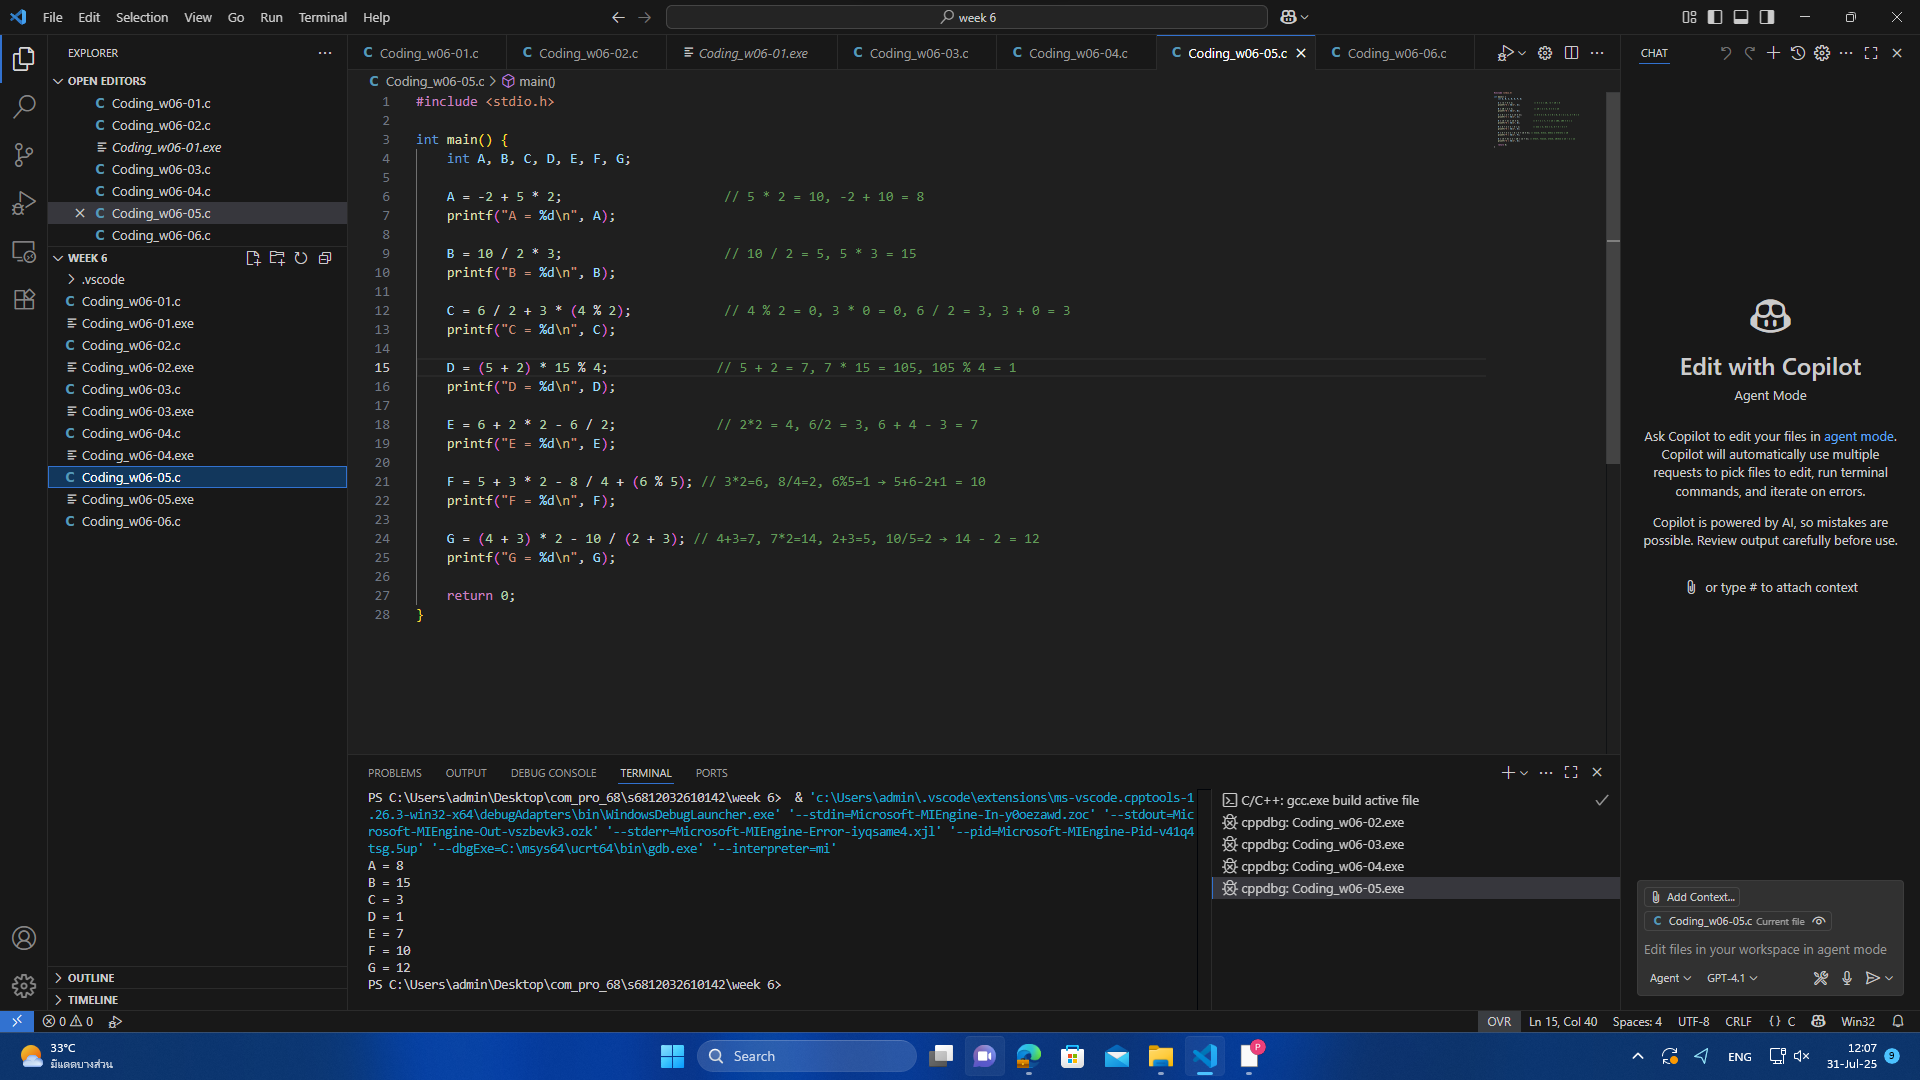 File Edit Selection View Go Run Terminal Help
week 6
EXPLORER
OPEN EDITORS
Coding_w06-01.c
Coding_w06-02.c
Coding_w06-01.exe
Coding_w06-03.c
Coding_w06-04.c
Coding_w06-05.c
Coding_w06-06.c
WEEK 6
.vscode
Coding_w06-01.c
Coding_w06-01.exe
Coding_w06-02.c
Coding_w06-02.exe
Coding_w06-03.c
Coding_w06-03.exe
Coding_w06-04.c
Coding_w06-04.exe
Coding_w06-05.c
Coding_w06-05.exe
Coding_w06-06.c
OUTLINE
TIMELINE
Coding_w06-01.c Coding_w06-02.c Coding_w06-01.exe Coding_w06-03.c Coding_w06-04.c Coding_w06-05.c Coding_w06-06.c
Coding_w06-05.c > main()
1 #include <stdio.h>
2
3 int main() {
4 int A, B, C, D, E, F, G;
5
6 A = -2 + 5 * 2; // 5 * 2 = 10, -2 + 10 = 8
7 printf("A = %d\n", A);
8
9 B = 10 / 2 * 3; // 10 / 2 = 5, 5 * 3 = 15
10 printf("B = %d\n", B);
11
12 C = 6 / 2 + 3 * (4 % 2); // 4 % 2 = 0, 3 * 0 = 0, 6 / 2 = 3, 3 + 0 = 3
13 printf("C = %d\n", C);
14
15 D = (5 + 2) * 15 % 4; // 5 + 2 = 7, 7 * 15 = 105, 105 % 4 = 1
16 printf("D = %d\n", D);
17
18 E = 6 + 2 * 2 - 6 / 2; // 2*2 = 4, 6/2 = 3, 6 + 4 - 3 = 7
19 printf("E = %d\n", E);
20
21 F = 5 + 3 * 2 - 8 / 4 + (6 % 5); // 3*2=6, 8/4=2, 6%5=1 → 5+6-2+1 = 10
22 printf("F = %d\n", F);
23
24 G = (4 + 3) * 2 - 10 / (2 + 3); // 4+3=7, 7*2=14, 2+3=5, 10/5=2 → 14 - 2 = 12
25 printf("G = %d\n", G);
26
27 return 0;
28 }
PROBLEMS OUTPUT DEBUG CONSOLE TERMINAL PORTS
PS C:\Users\admin\Desktop\com_pro_68\s6812032610142\week 6> & 'c:\Users\admin\.vscode\extensions\ms-vscode.cpptools-1
.26.3-win32-x64\debugAdapters\bin\WindowsDebugLauncher.exe' '--stdin=Microsoft-MIEngine-In-y0oezawd.zoc' '--stdout=Mic
rosoft-MIEngine-Out-vszbevk3.ozk' '--stderr=Microsoft-MIEngine-Error-iyqsame4.xjl' '--pid=Microsoft-MIEngine-Pid-v41q4
tsg.5up' '--dbgExe=C:\msys64\ucrt64\bin\gdb.exe' '--interpreter=mi'
A = 8
B = 15
C = 3
D = 1
E = 7
F = 10
G = 12
PS C:\Users\admin\Desktop\com_pro_68\s6812032610142\week 6>
C/C++: gcc.exe build active file
cppdbg: Coding_w06-02.exe
cppdbg: Coding_w06-03.exe
cppdbg: Coding_w06-04.exe
cppdbg: Coding_w06-05.exe
CHAT
Edit with Copilot
Agent Mode
Ask Copilot to edit your files in agent mode.
Copilot will automatically use multiple
requests to pick files to edit, run terminal
commands, and iterate on errors.
Copilot is powered by AI, so mistakes are
possible. Review output carefully before use.
or type # to attach context
Add Context...
C Coding_w06-05.c Current file
Edit files in your workspace in agent mode
Agent GPT-4.1
0 0
OVR Ln 15, Col 40 Spaces: 4 UTF-8 CRLF {} C Win32
33°C
มีแดดบางส่วน
Search
P
ENG
12:07
31-Jul-25
9